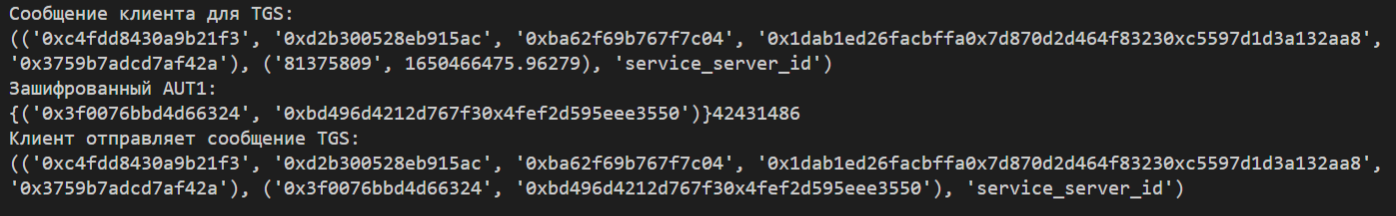 Сообщение клиента для TGS:
(('0xc4fdd8430a9b21f3', '0xd2b300528eb915ac', '0xba62f69b767f7c04', '0x1dab1ed26facbffa0x7d870d2d464f83230xc5597d1d3a132aa8',
'0x3759b7adcd7af42a'), ('81375809', 1650466475.96279), 'service_server_id')
Зашифрованный AUT1:
{('0x3f0076bbd4d66324', '0xbd496d4212d767f30x4fef2d595eee3550')}42431486
Клиент отправляет сообщение TGS:
(('0xc4fdd8430a9b21f3', '0xd2b300528eb915ac', '0xba62f69b767f7c04', '0x1dab1ed26facbffa0x7d870d2d464f83230xc5597d1d3a132aa8',
'0x3759b7adcd7af42a'), ('0x3f0076bbd4d66324', '0xbd496d4212d767f30x4fef2d595eee3550'), 'service_server_id')